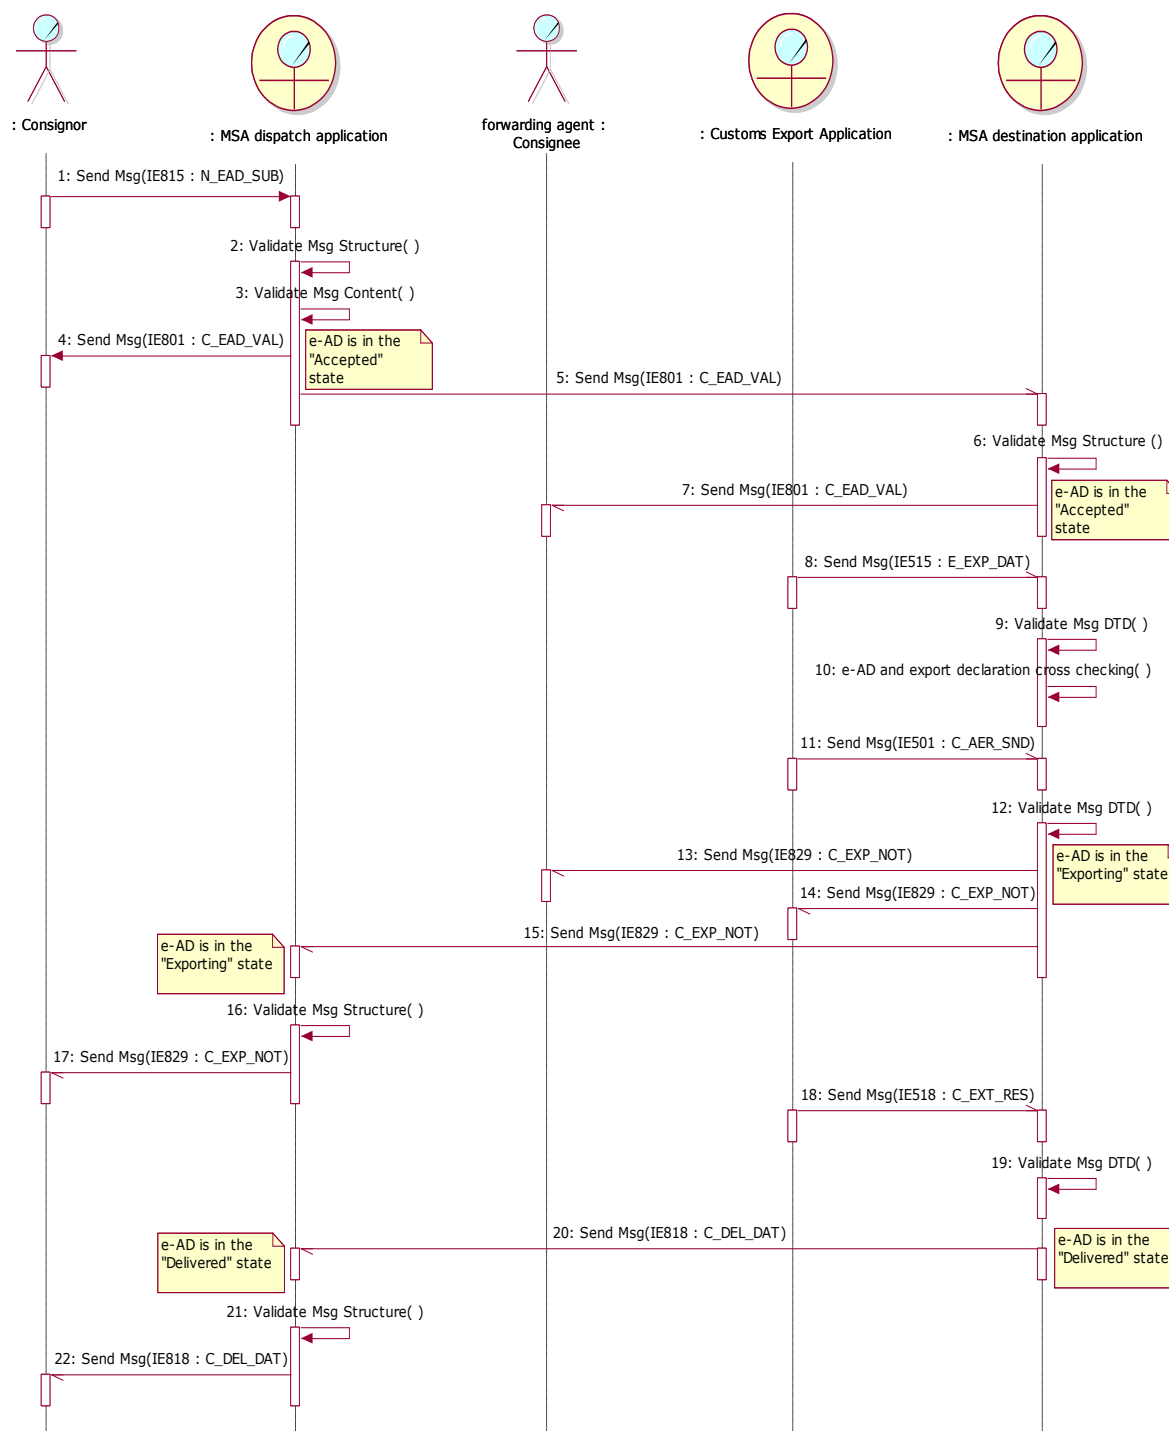 : Consignor
: MSA dispatch application
forwarding agent :
Consignee
: Customs Export Application
: MSA destination application
1: Send Msg(IE815 : N_EAD_SUB)
2: Validate Msg Structure( )
3: Validate Msg Content( )
4: Send Msg(IE801 : C_EAD_VAL)
e-AD is in the
"Accepted"
state
5: Send Msg(IE801 : C_EAD_VAL)
6: Validate Msg Structure ()
7: Send Msg(IE801 : C_EAD_VAL)
e-AD is in the
"Accepted"
state
8: Send Msg(IE515 : E_EXP_DAT)
9: Validate Msg DTD( )
10: e-AD and export declaration cross checking( )
11: Send Msg(IE501 : C_AER_SND)
12: Validate Msg DTD( )
13: Send Msg(IE829 : C_EXP_NOT)
e-AD is in the
"Exporting" state
14: Send Msg(IE829 : C_EXP_NOT)
15: Send Msg(IE829 : C_EXP_NOT)
e-AD is in the
"Exporting" state
16: Validate Msg Structure( )
17: Send Msg(IE829 : C_EXP_NOT)
18: Send Msg(IE518 : C_EXT_RES)
19: Validate Msg DTD( )
20: Send Msg(IE818 : C_DEL_DAT)
e-AD is in the
"Delivered" state
e-AD is in the
"Delivered" state
21: Validate Msg Structure( )
22: Send Msg(IE818 : C_DEL_DAT)